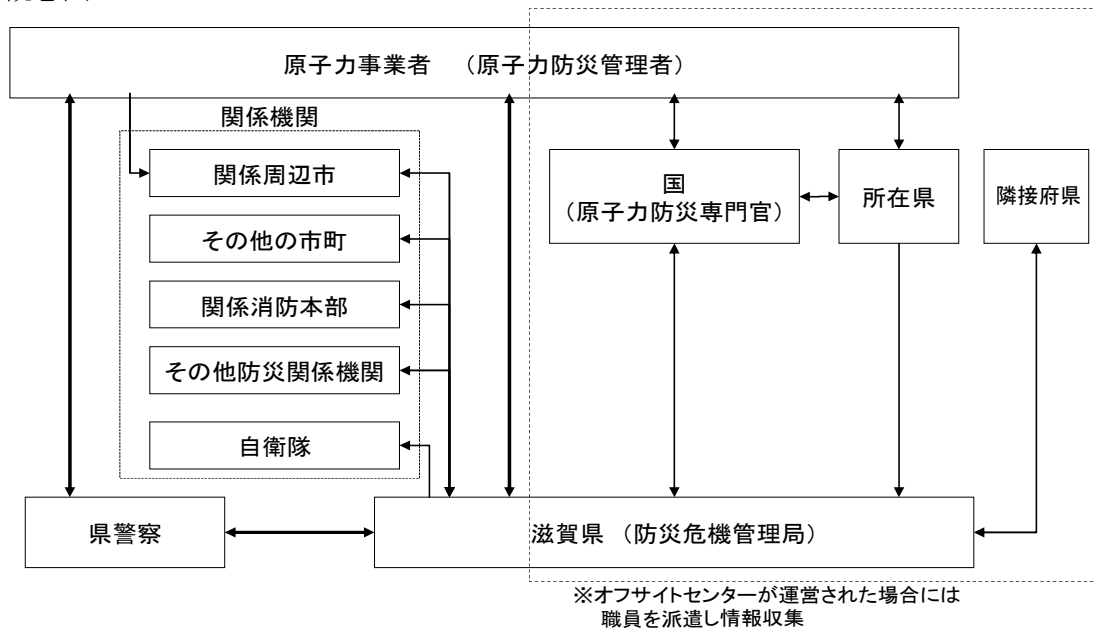 原子力事業者 （原子力防災管理者）
関係機関
関係周辺市
その他の市町
関係消防本部
その他防災関係機関
自衛隊
国
（原子力防災専門官）
所在県
隣接府県
県警察
滋賀県 （防災危機管理局）
※オフサイトセンターが運営された場合には
職員を派遣し情報収集